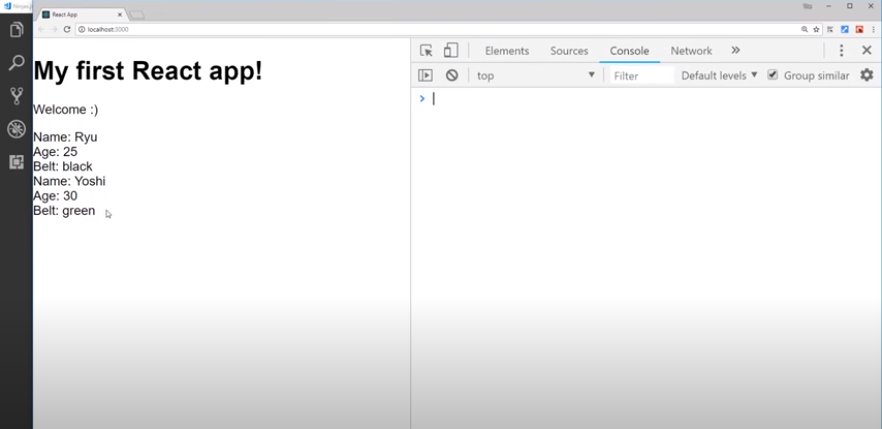 React App
localhost:3000
Elements
Sources
Console
Network
top
Filter
Default levels
Group similar
My first React app!
Welcome :)
Name: Ryu
Age: 25
Belt: black
Name: Yoshi
Age: 30
Belt: green